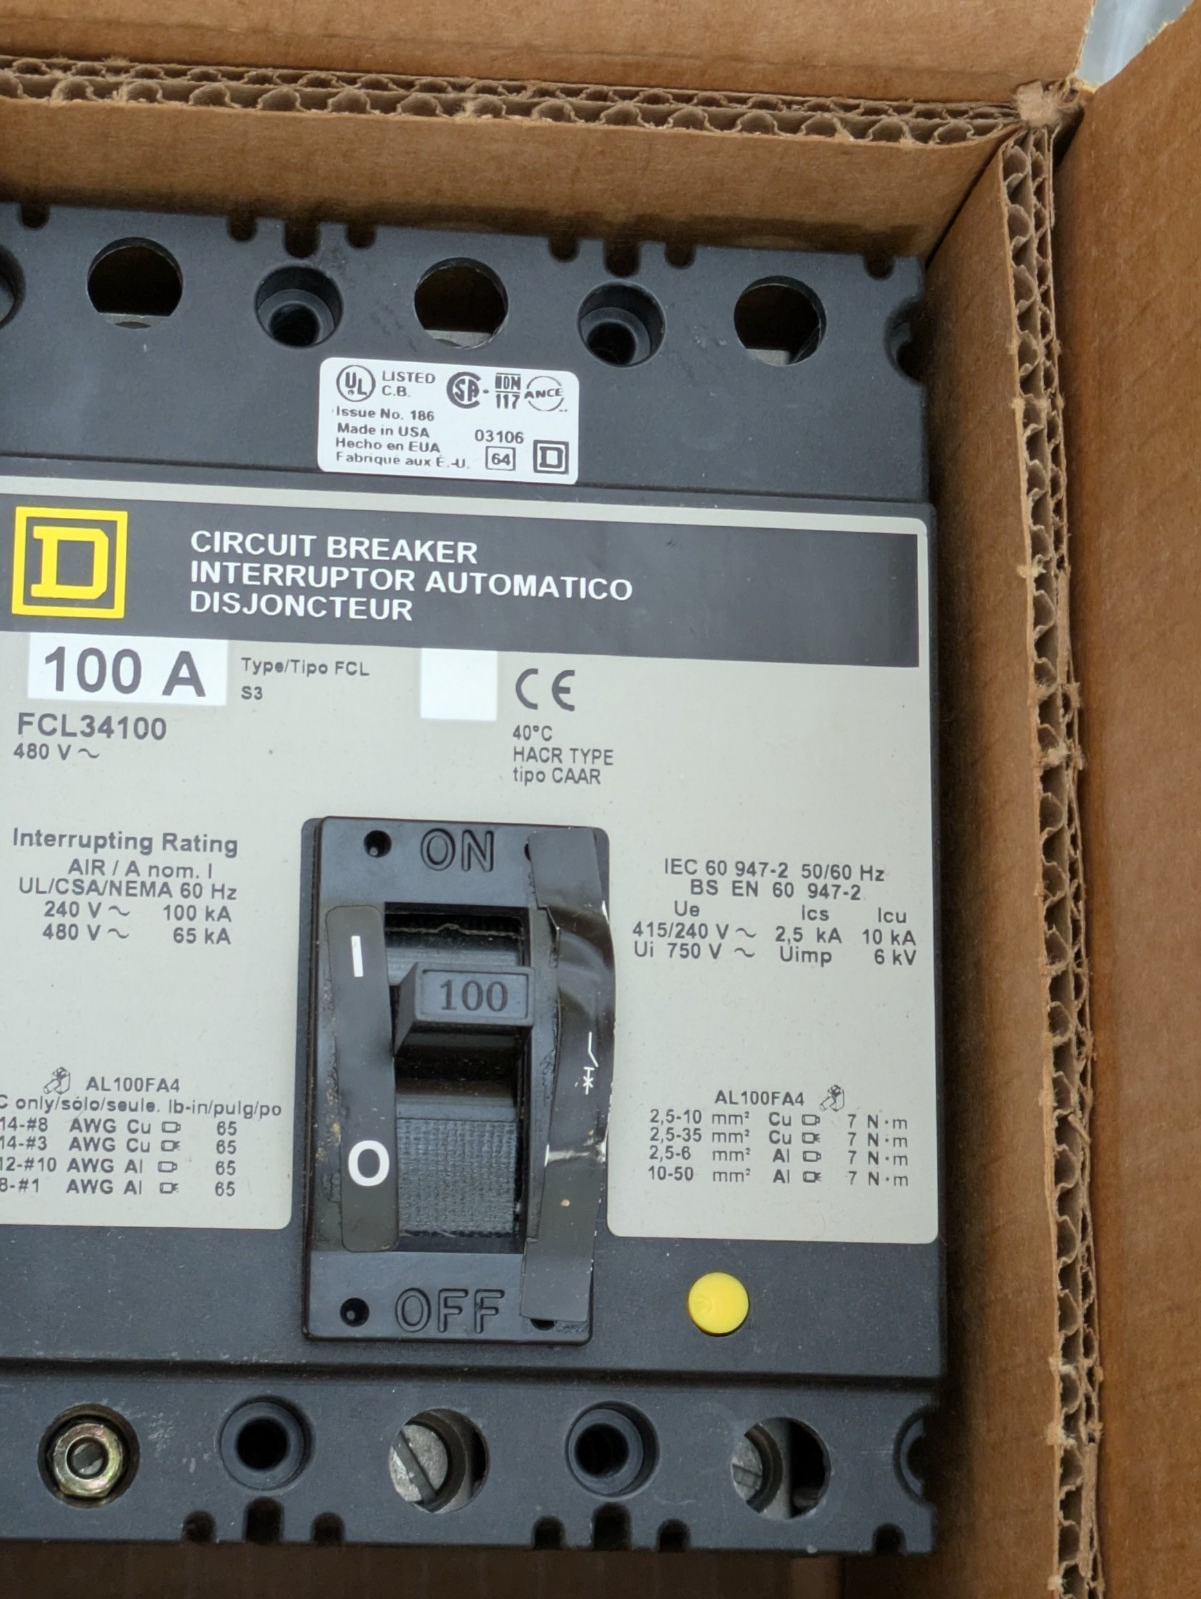 UL LISTED C.B. SA NOM 117 ANCE
Issue No. 186
Made in USA 03106
Hecho en EUA
Fabrique aux É.-U. 64 D
D
CIRCUIT BREAKER
INTERRUPTOR AUTOMATICO
DISJONCTEUR
100 A Type/Tipo FCL CE
S3
FCL34100
480 V ~
40°C
HACR TYPE
tipo CAAR
Interrupting Rating
AIR / A nom. I
UL/CSA/NEMA 60 Hz
240 V ~ 100 kA
480 V ~ 65 kA
ON
I
100
O
OFF
IEC 60 947-2 50/60 Hz
BS EN 60 947-2
Ue Ics Icu
415/240 V ~ 2,5 kA 10 kA
Ui 750 V ~ Uimp 6 kV
AL100FA4
C only/sólo/seule. lb-in/pulg/po
14-#8 AWG Cu 65
14-#3 AWG Cu 65
12-#10 AWG Al 65
8-#1 AWG Al 65
AL100FA4
2,5-10 mm² Cu 7 N·m
2,5-35 mm² Cu 7 N·m
2,5-6 mm² Al 7 N·m
10-50 mm² Al 7 N·m